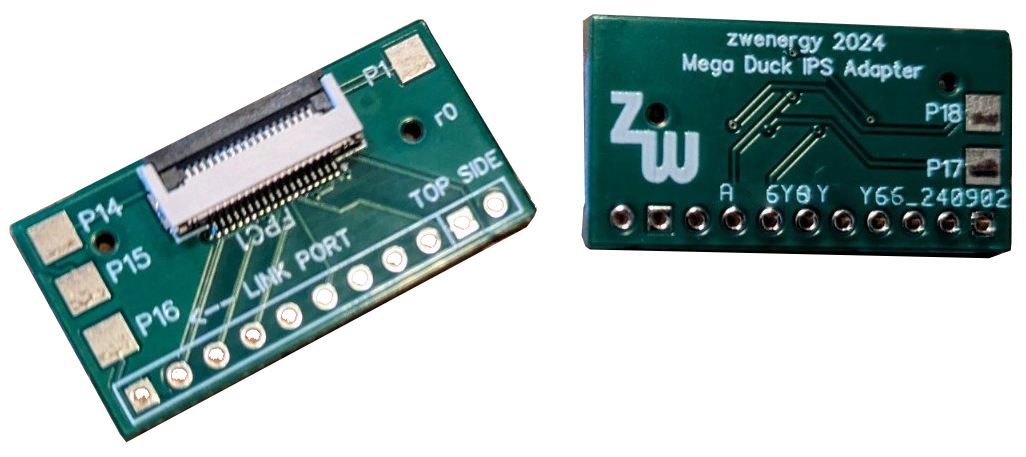 P1
r0
TOP SIDE
P14
FPC1
P15
<-- LINK PORT
P16
zwenergy 2024
Mega Duck IPS Adapter
P18
ZW
P17
Y66_240902